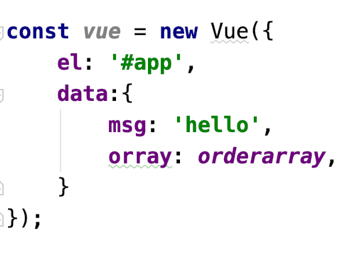 const vue = new Vue({
el: '#app',
data:{
msg: 'hello',
orray: orderarray,
}
});